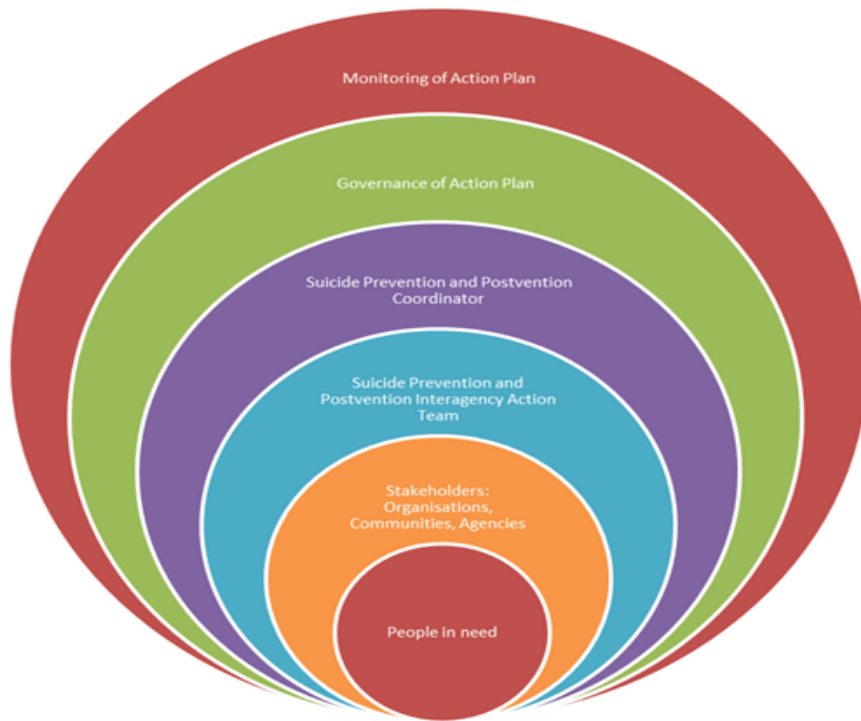 Monitoring of Action Plan
Governance of Action Plan
Suicide Prevention and Postvention
Coordinator
Suicide Prevention and
Postvention Interagency Action
Team
Stakeholders:
Organisations,
Communities, Agencies
People in need